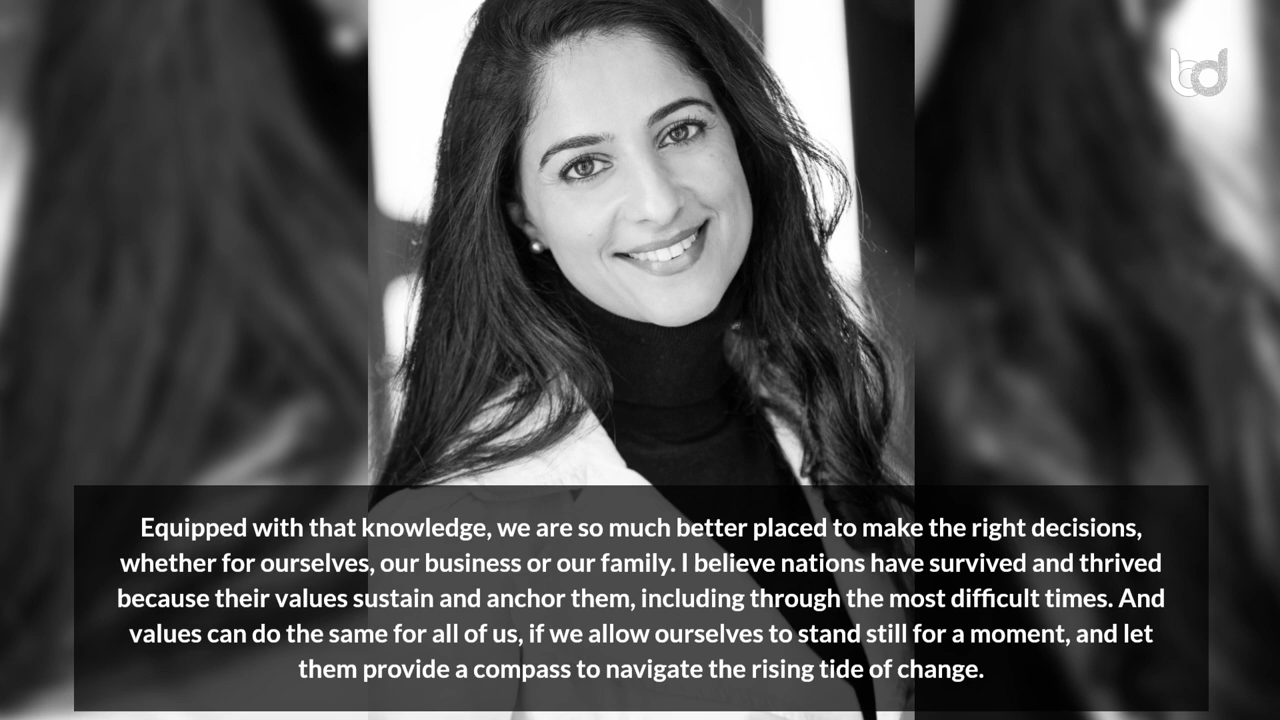 bd
Equipped with that knowledge, we are so much better placed to make the right decisions,
whether for ourselves, our business or our family. I believe nations have survived and thrived
because their values sustain and anchor them, including through the most difficult times. And
values can do the same for all of us, if we allow ourselves to stand still for a moment, and let
them provide a compass to navigate the rising tide of change.